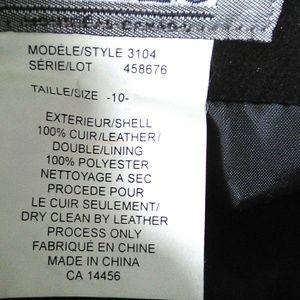 MONTRÉAL CANADA
MODÈLE/STYLE 3104
SÉRIE/LOT 458676
TAILLE/SIZE -10-
EXTERIEUR/SHELL
100% CUIR/LEATHER/
DOUBLE/LINING
100% POLYESTER
NETTOYAGE A SEC
PROCEDE POUR
LE CUIR SEULEMENT/
DRY CLEAN BY LEATHER
PROCESS ONLY
FABRIQUÉ EN CHINE
MADE IN CHINA
CA 14456